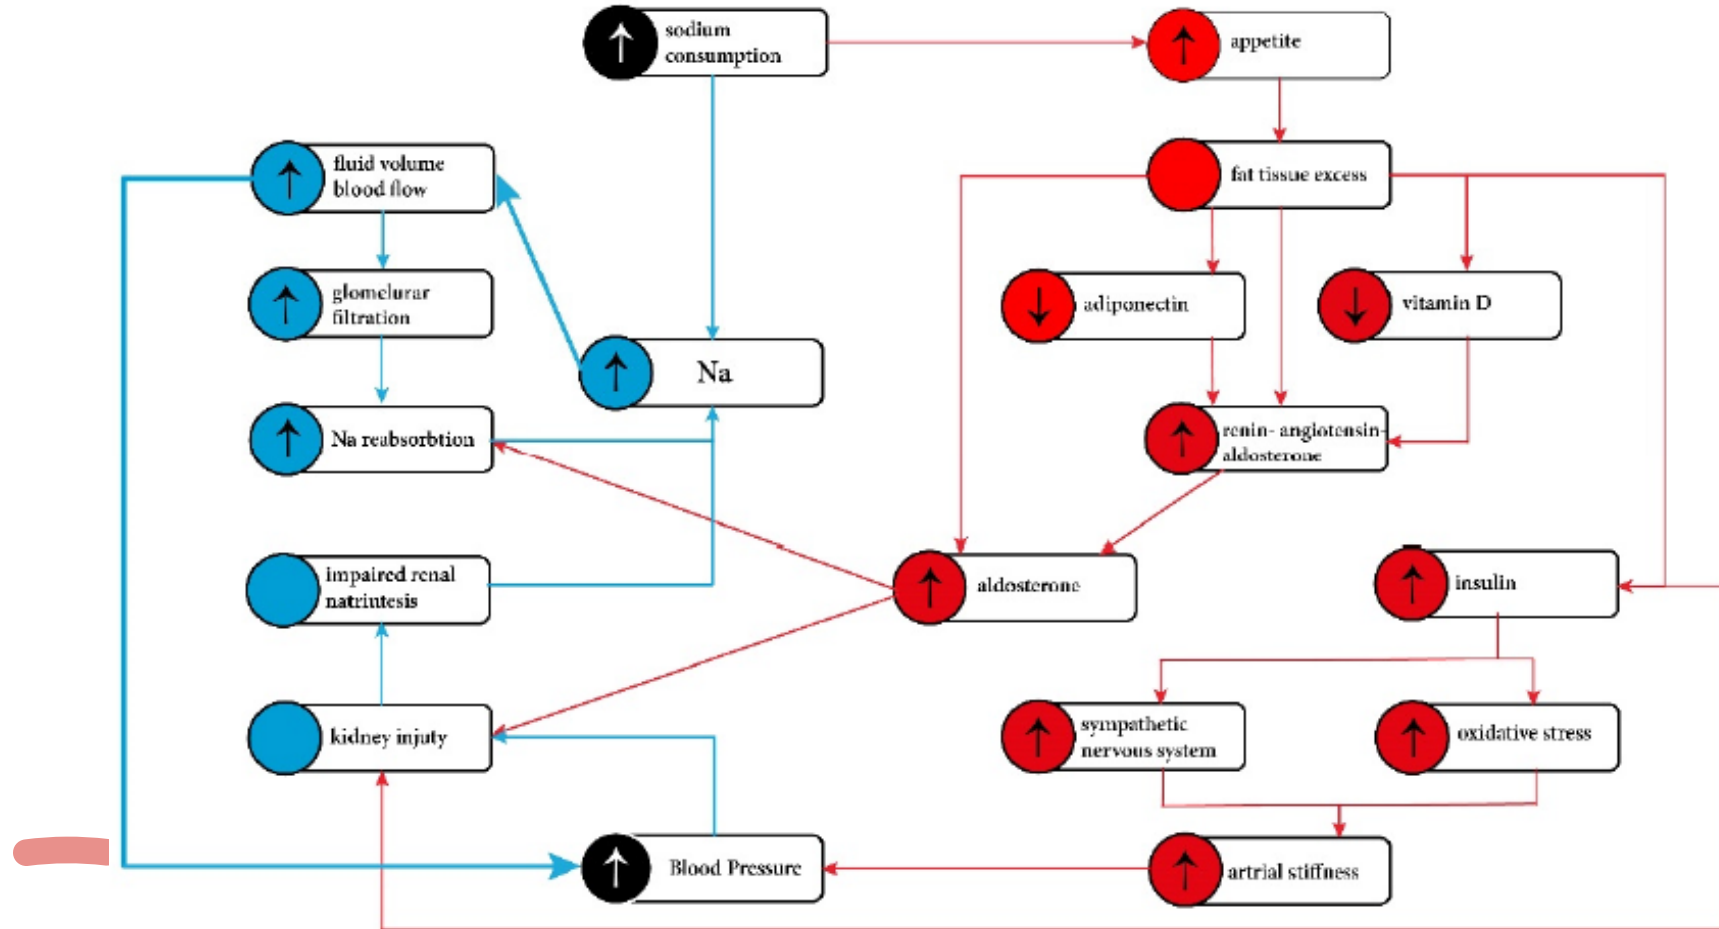 sodium
consumption
appetite
fluid volume
blood flow
fat tissue excess
glomelurar
filtration
adiponectin
vitamin D
Na
Na reabsorbtion
renin- angiotensin-
aldosterone
impaired renal
natrintesis
aldosterone
insulin
kidney injuty
sympathetic
nervous system
oxidative stress
Blood Pressure
artrial stiffness